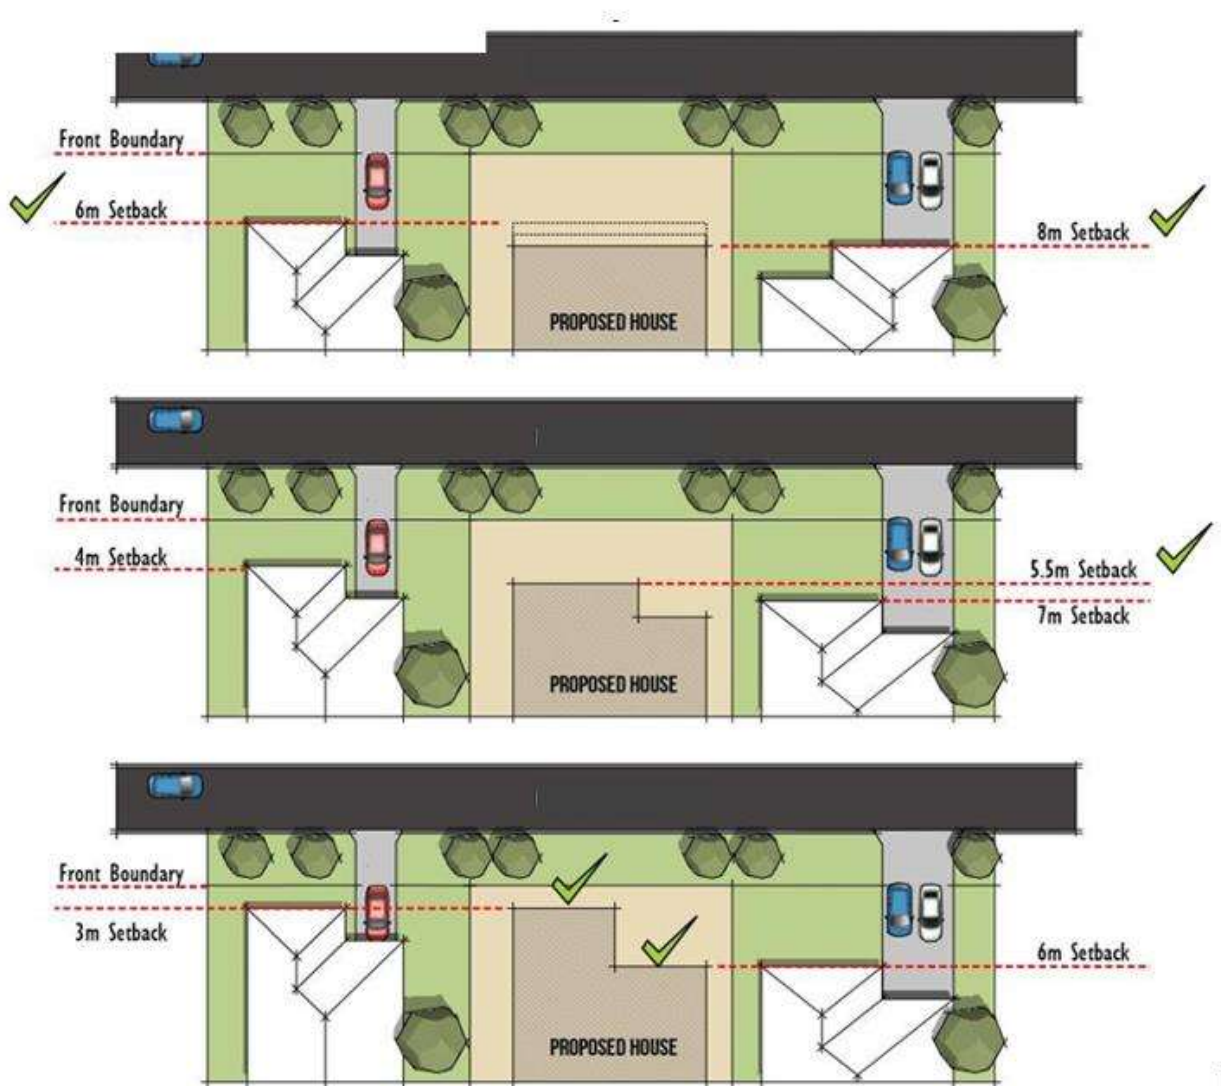 Front Boundary
6m Setback
8m Setback
PROPOSED HOUSE
Front Boundary
4m Setback
5.5m Setback
7m Setback
PROPOSED HOUSE
Front Boundary
3m Setback
6m Setback
PROPOSED HOUSE